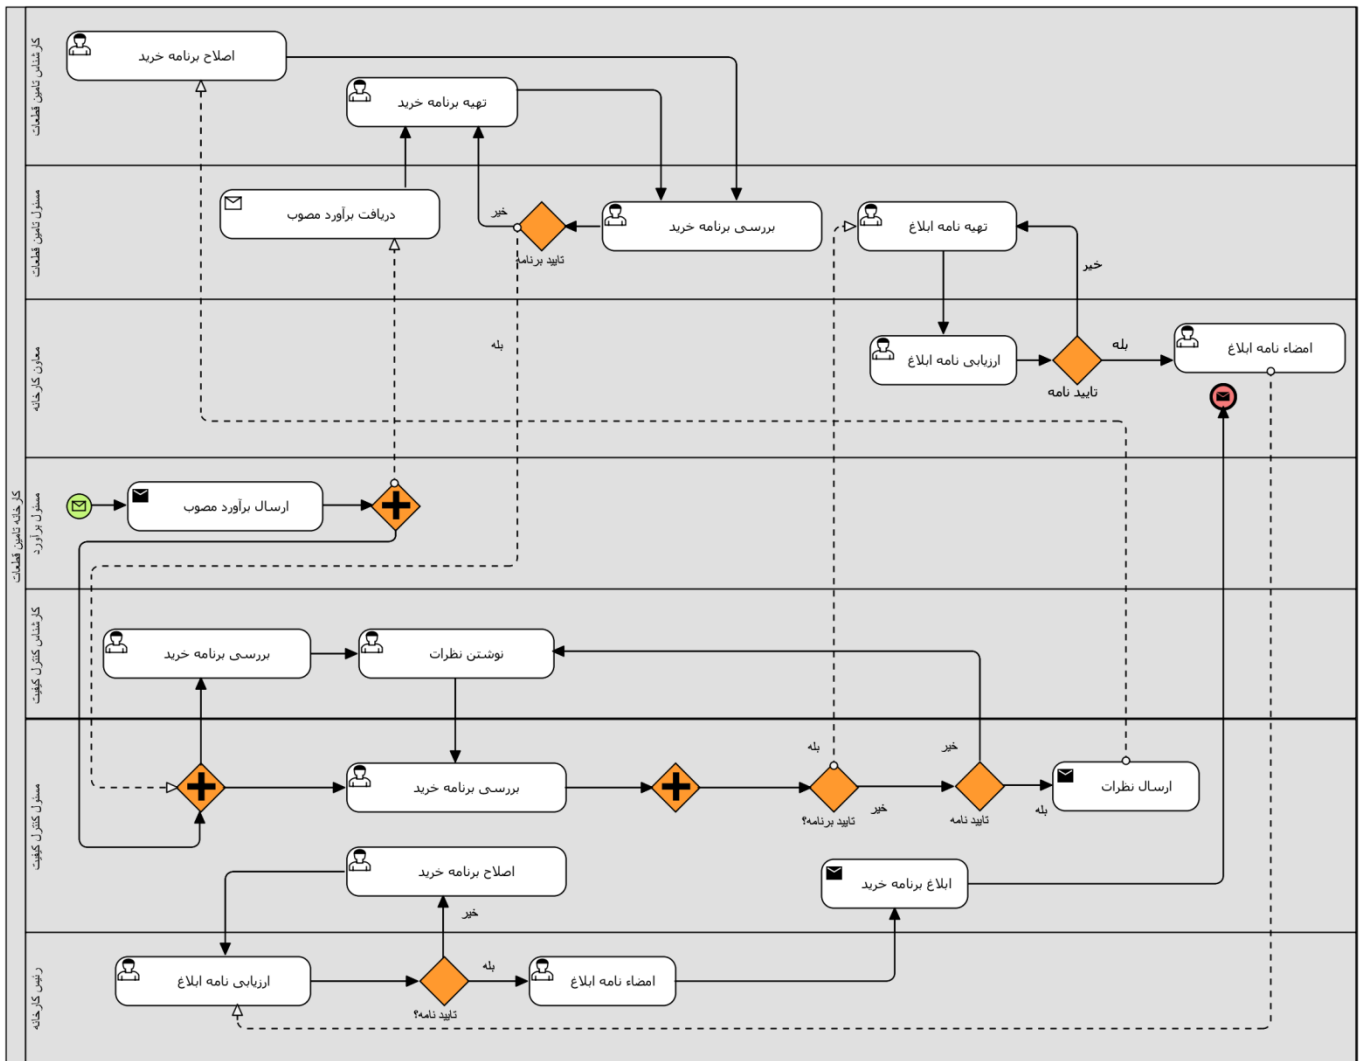 کارخانه تامین قطعات
کارشناس تامین قطعات
اصلاح برنامه خرید
تهیه برنامه خرید
مسئول تامین قطعات
دریافت برآورد مصوب
خیر
تایید برنامه
بررسی برنامه خرید
تهیه نامه ابلاغ
خیر
معاون کارخانه
بله
ارزیابی نامه ابلاغ
بله
تایید نامه
امضاء نامه ابلاغ
مسئول برآورد
ارسال برآورد مصوب
کارشناس کنترل کیفیت
بررسی برنامه خرید
نوشتن نظرات
مسئول کنترل کیفیت
بررسی برنامه خرید
بله
تایید برنامه؟
خیر
خیر
تایید نامه
بله
ارسال نظرات
اصلاح برنامه خرید
خیر
ابلاغ برنامه خرید
رئیس کارخانه
ارزیابی نامه ابلاغ
تایید نامه؟
بله
امضاء نامه ابلاغ